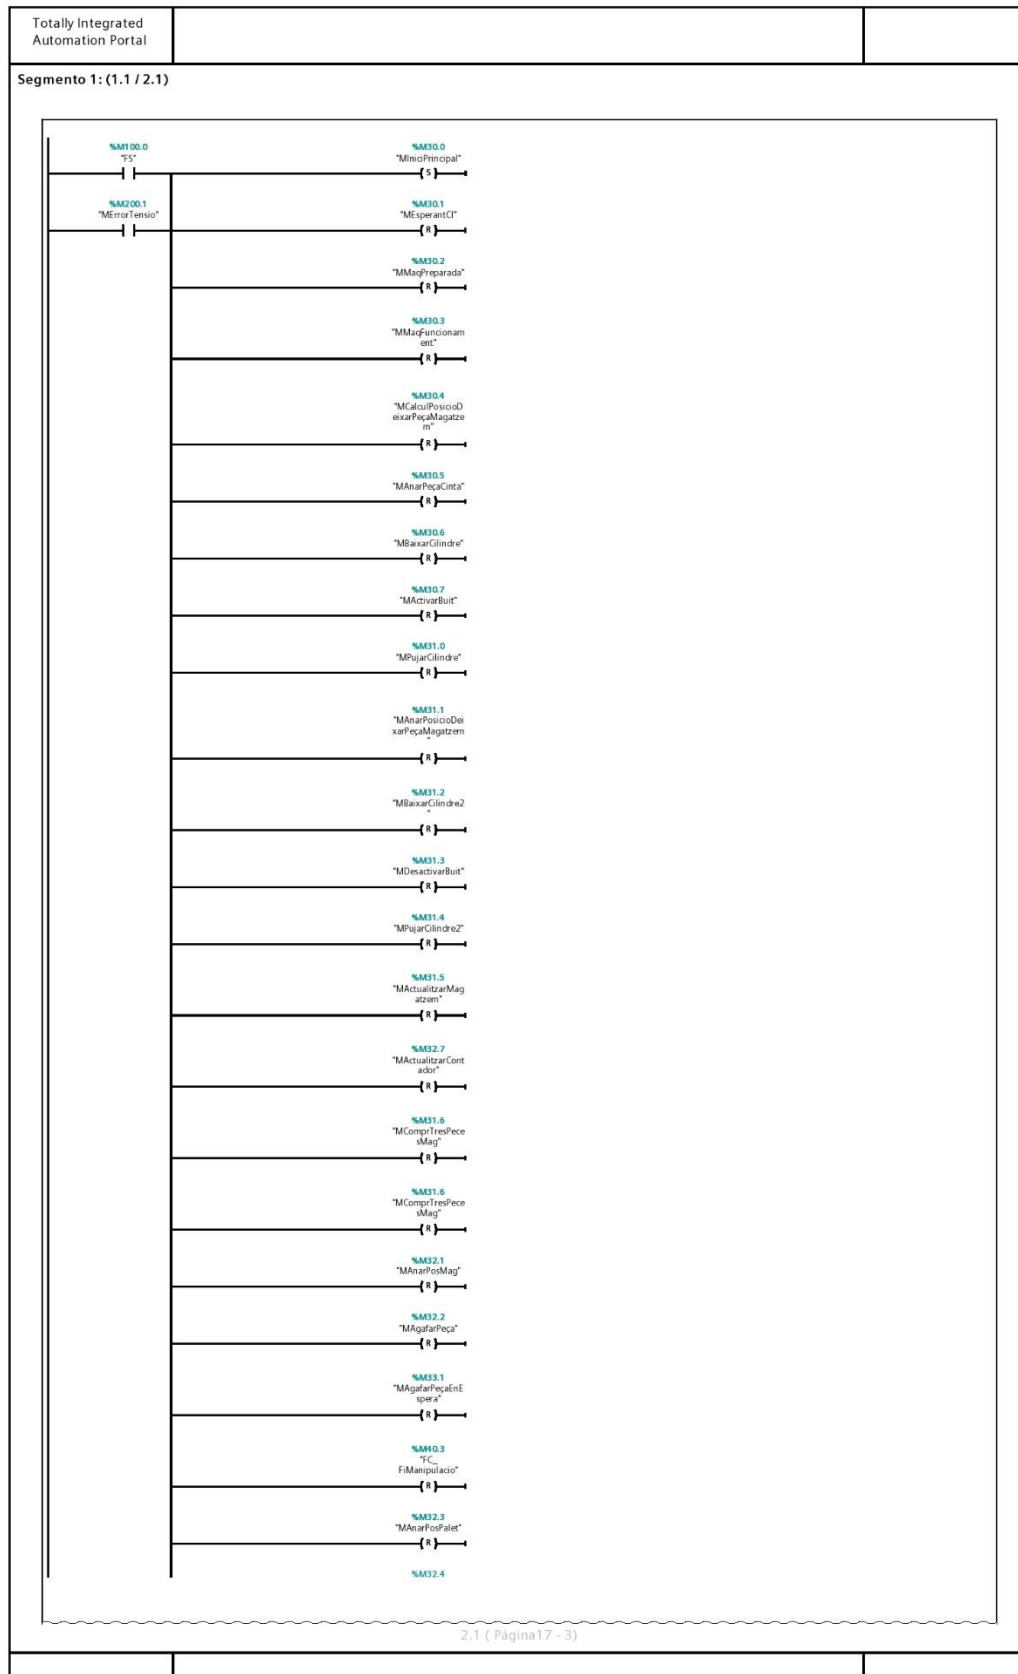 Totally Integrated
Automation Portal
Segmento 1: (1.1 / 2.1)
%M100.0
"FS"
%M30.0
"MIniciPrincipal"
S
%M200.1
"MErrorTensio"
%M30.1
"MEsperantCI"
R
%M30.2
"MMaqPreparada"
R
%M30.3
"MMaqFuncionam
ent"
R
%M30.4
"MCalculPosicioD
eixarPeçaMagatze
m"
R
%M30.5
"MAnarPeçaCinta"
R
%M30.6
"MBaixarCilindre"
R
%M30.7
"MActivarBuit"
R
%M31.0
"MPujarCilindre"
R
%M31.1
"MAnarPosicioDei
xarPeçaMagatzem
"
R
%M31.2
"MBaixarCilindre2
"
R
%M31.3
"MDesactivarBuit"
R
%M31.4
"MPujarCilindre2"
R
%M31.5
"MActualitzarMag
atzem"
R
%M32.7
"MActualitzarCont
ador"
R
%M31.6
"MComprTresPece
sMag"
R
%M31.6
"MComprTresPece
sMag"
R
%M32.1
"MAnarPosMag"
R
%M32.2
"MAgafarPeça"
R
%M33.1
"MAgafarPeçaEnE
spera"
R
%M40.3
"FC_
FiManipulacio"
R
%M32.3
"MAnarPosPalet"
R
%M32.4
2.1 ( Página17 - 3)